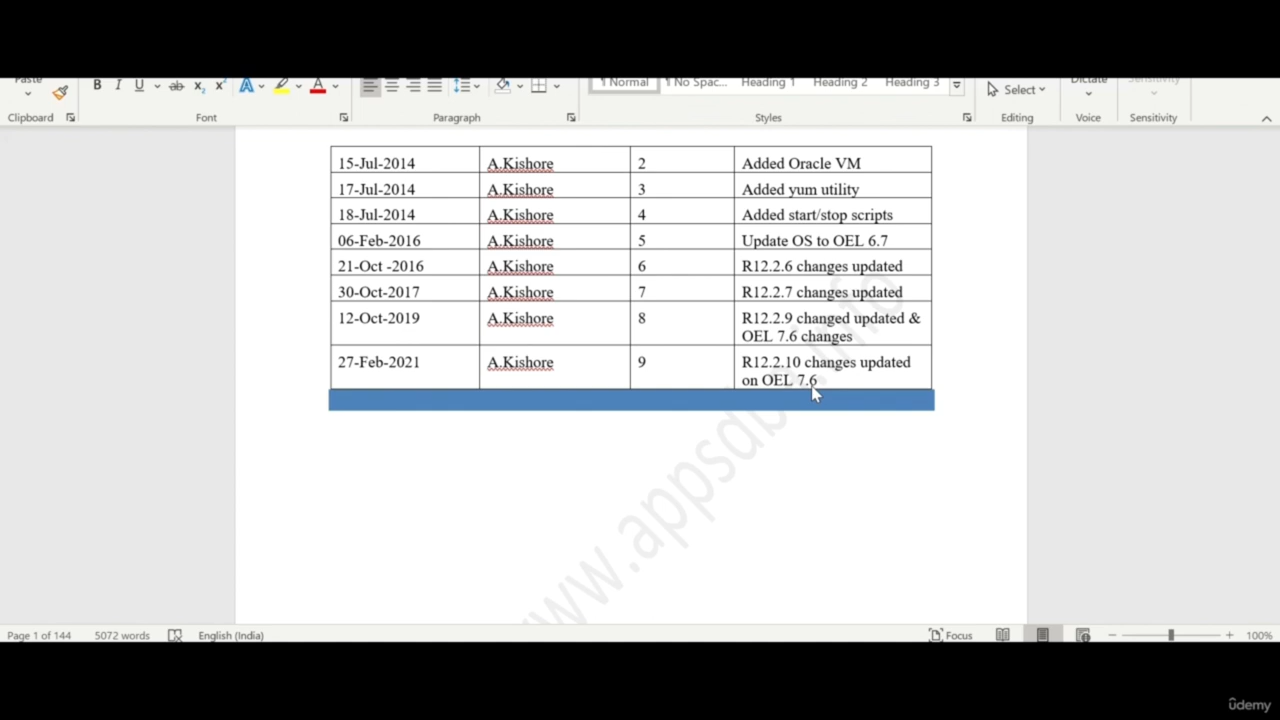 Paste
B I U ab x₂ x² A A
Normal No Spac... Heading 1 Heading 2 Heading 3
Select
Dictate
Sensitivity
Clipboard Font Paragraph Styles Editing Voice Sensitivity
15-Jul-2014 A.Kishore 2 Added Oracle VM
17-Jul-2014 A.Kishore 3 Added yum utility
18-Jul-2014 A.Kishore 4 Added start/stop scripts
06-Feb-2016 A.Kishore 5 Update OS to OEL 6.7
21-Oct -2016 A.Kishore 6 R12.2.6 changes updated
30-Oct-2017 A.Kishore 7 R12.2.7 changes updated
12-Oct-2019 A.Kishore 8 R12.2.9 changed updated &
OEL 7.6 changes
27-Feb-2021 A.Kishore 9 R12.2.10 changes updated
on OEL 7.6
www.appsdba.info
Page 1 of 144 5072 words English (India) Focus 100%
ûdemy